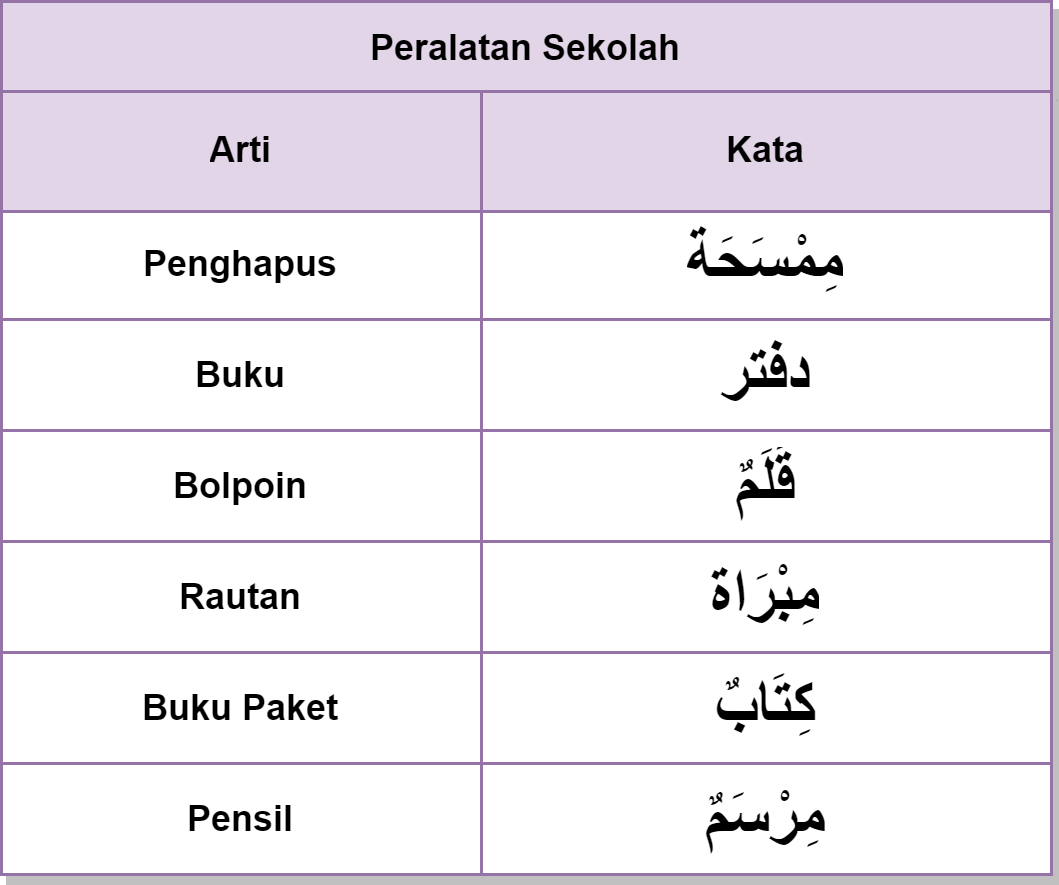 Peralatan Sekolah
Arti Kata
Penghapus مِمْسَحَة
Buku دفتر
Bolpoin قَلَمٌ
Rautan مِبْرَاة
Buku Paket كِتَابٌ
Pensil مِرْسَمٌ